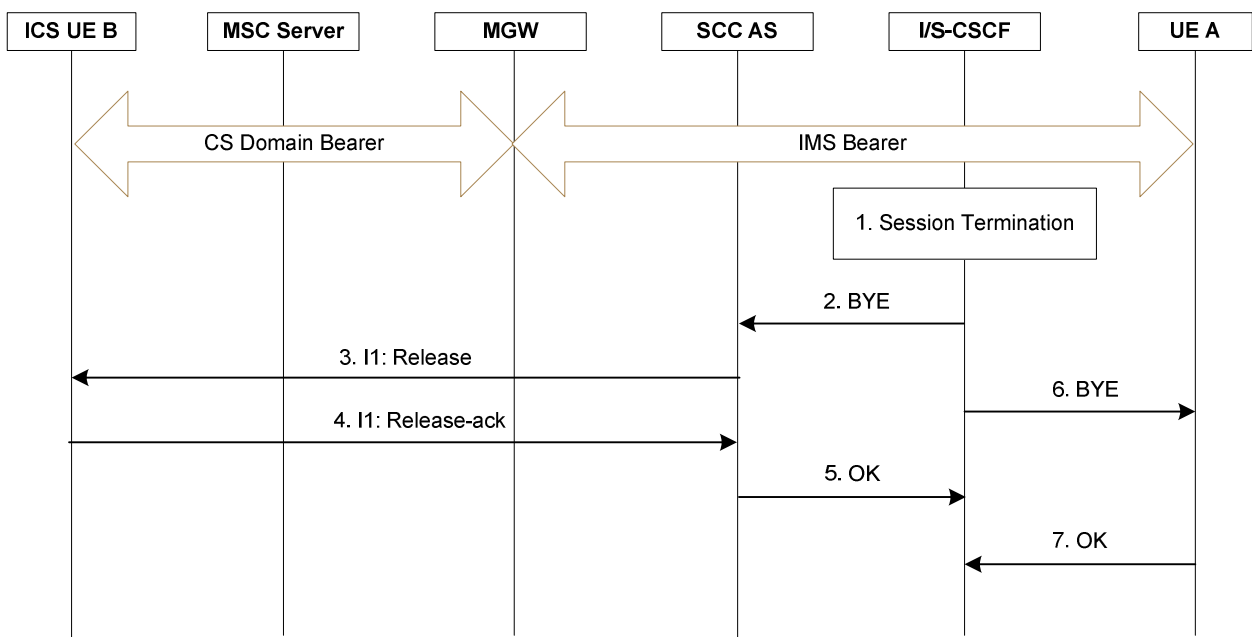 ICS UE B
MSC Server
MGW
SCC AS
I/S-CSCF
UE A
CS Domain Bearer
IMS Bearer
1. Session Termination
2. BYE
3. I1: Release
6. BYE
4. I1: Release-ack
5. OK
7. OK